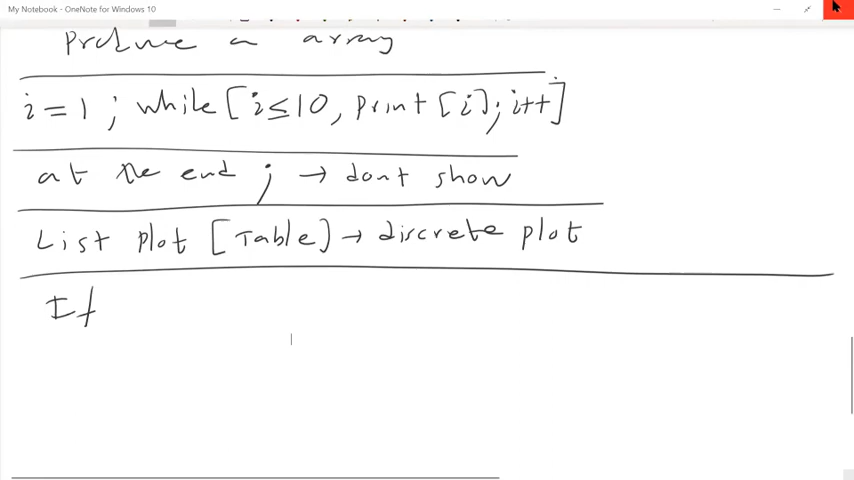 My Notebook - OneNote for Windows 10
produce a array
i=1 ; while [i≤10, print [i]; i++]
at the end ; → dont show
List plot [Table] → discrete plot
If